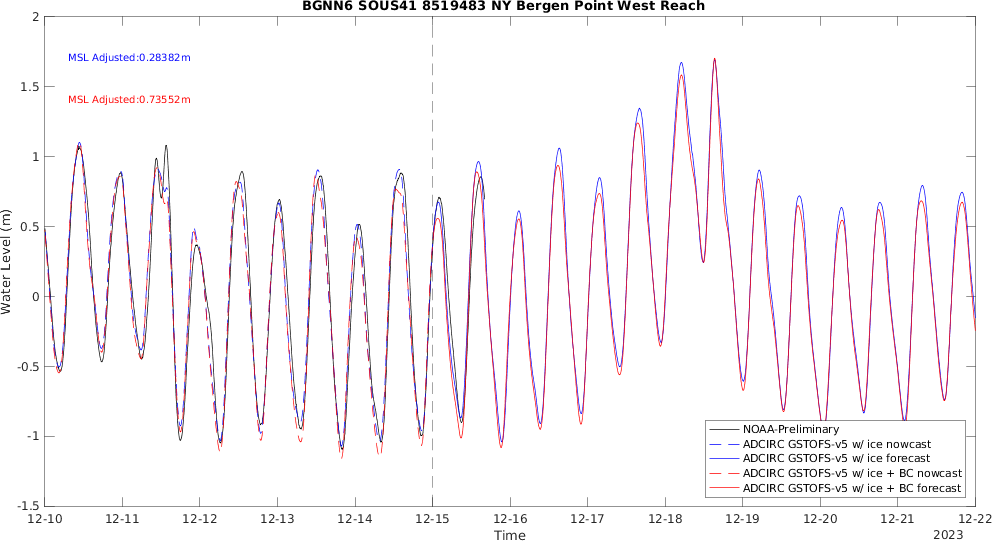 BGNN6 SOUS41 8519483 NY Bergen Point West Reach
2
MSL Adjusted:0.28382m
1.5
MSL Adjusted:0.73552m
1
0.5
Water Level (m)
0
-0.5
-1
NOAA-Preliminary
ADCIRC GSTOFS-v5 w/ ice nowcast
ADCIRC GSTOFS-v5 w/ ice forecast
ADCIRC GSTOFS-v5 w/ ice + BC nowcast
ADCIRC GSTOFS-v5 w/ ice + BC forecast
-1.5
12-10 12-11 12-12 12-13 12-14 12-15 12-16 12-17 12-18 12-19 12-20 12-21 12-22
Time
2023